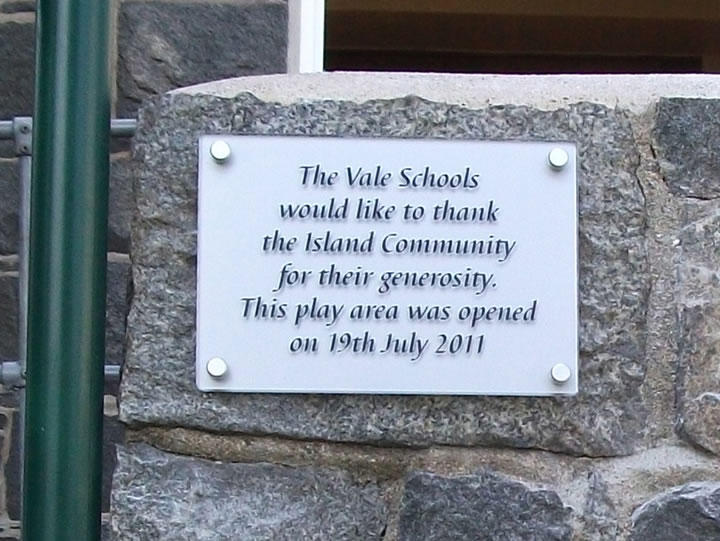 The Vale Schools
would like to thank
the Island Community
for their generosity.
This play area was opened
on 19th July 2011